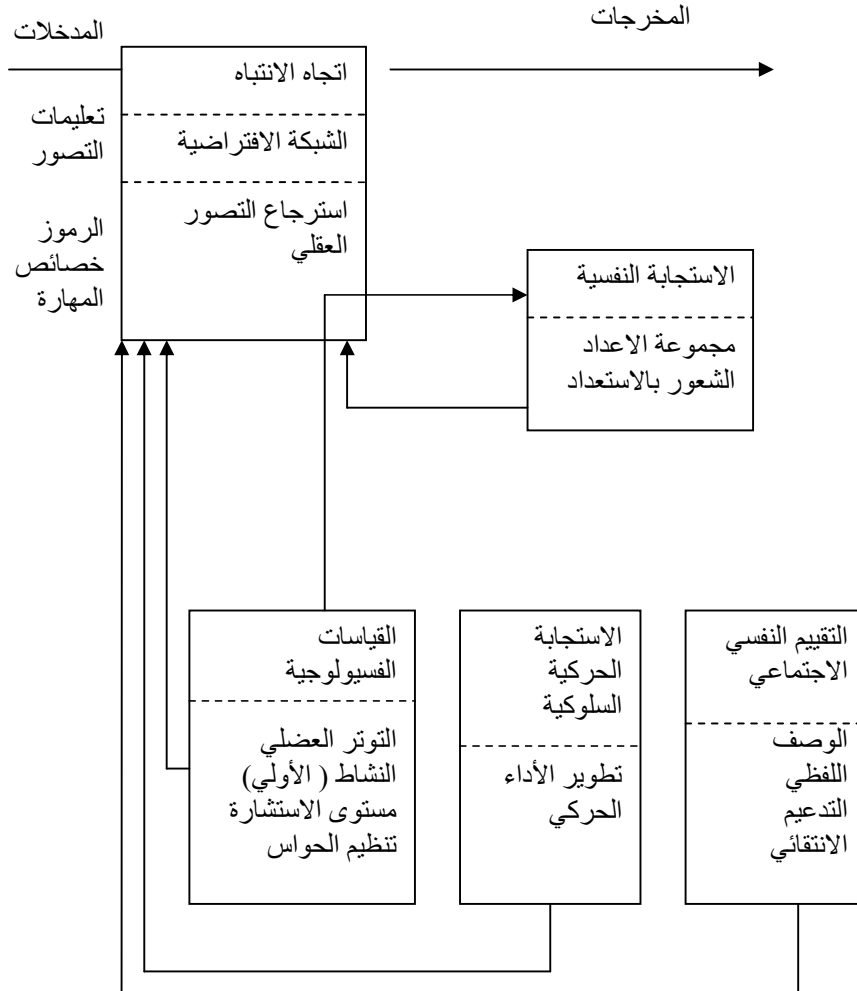 المدخلات
المخرجات
اتجاه الانتباه
الشبكة الافتراضية
استرجاع التصور
العقلي
تعليمات
التصور
الرموز
خصائص
المهارة
الاستجابة النفسية
مجموعة الاعداد
الشعور بالاستعداد
القياسات
الفسيولوجية
التوتر العضلي
النشاط ( الأولي)
مستوى الاستشارة
تنظيم الحواس
الاستجابة
الحركية
السلوكية
تطوير الأداء
الحركي
التقييم النفسي
الاجتماعي
الوصف
اللفظي
التدعيم
الانتقائي